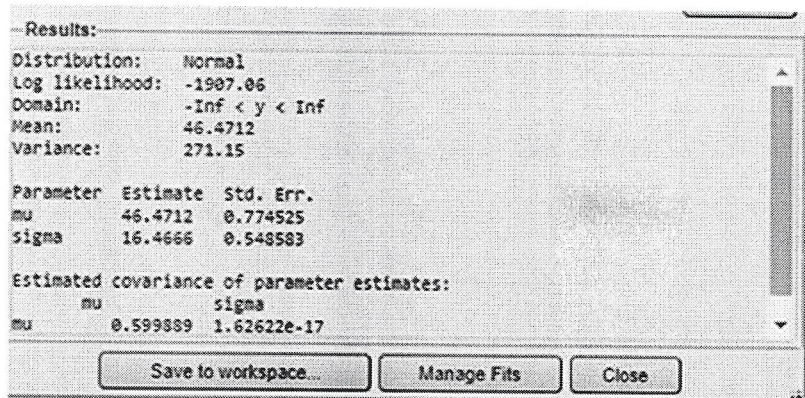 Results:
Distribution: Normal
Log likelihood: -1907.06
Domain: -Inf < y < Inf
Mean: 46.4712
Variance: 271.15
Parameter Estimate Std. Err.
mu 46.4712 0.774525
sigma 16.4666 0.548583
Estimated covariance of parameter estimates:
mu sigma
mu 0.599889 1.62622e-17
Save to workspace... Manage Fits Close